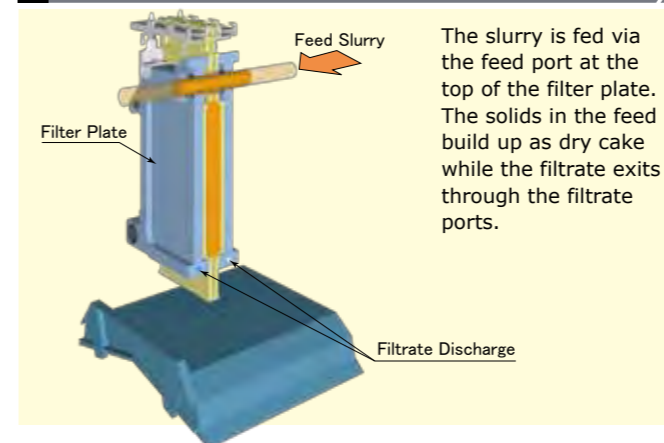 Feed Slurry
The slurry is fed via
the feed port at the
top of the filter plate.
The solids in the feed
build up as dry cake
while the filtrate exits
through the filtrate
ports.
Filter Plate
Filtrate Discharge